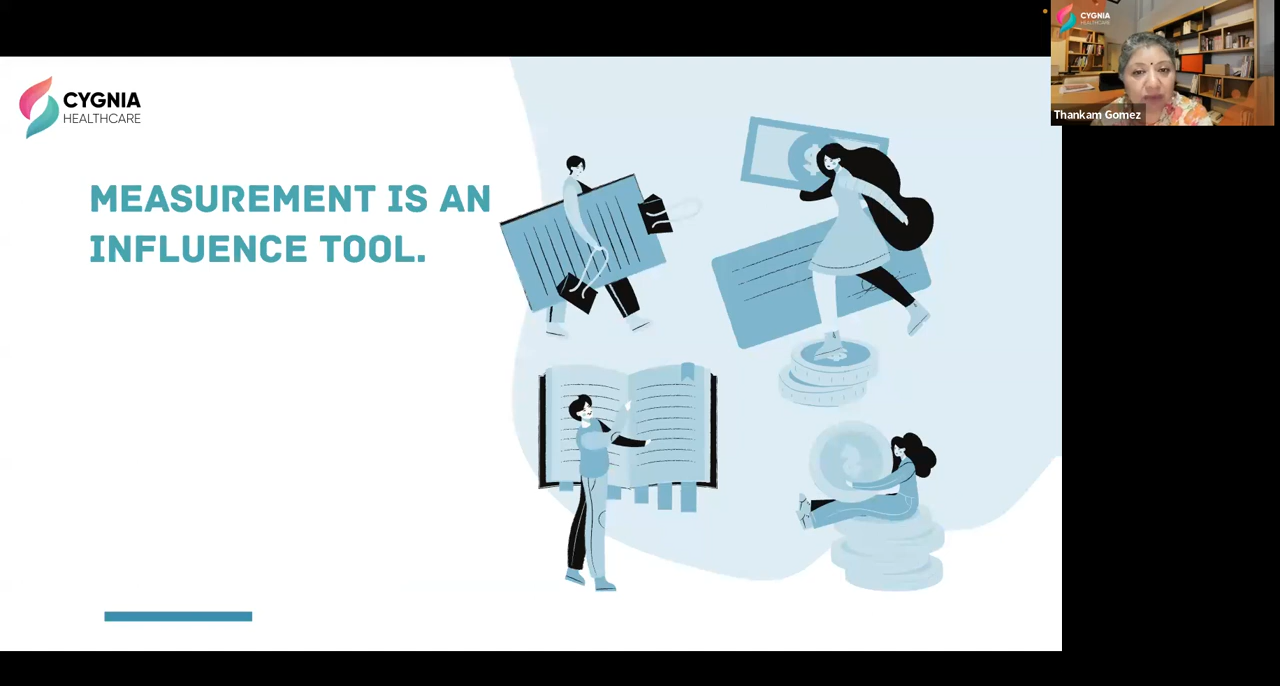 CYGNIA
HEALTHCARE
MEASUREMENT IS AN
INFLUENCE TOOL.
CYGNIA
HEALTHCARE
Thankam Gomez